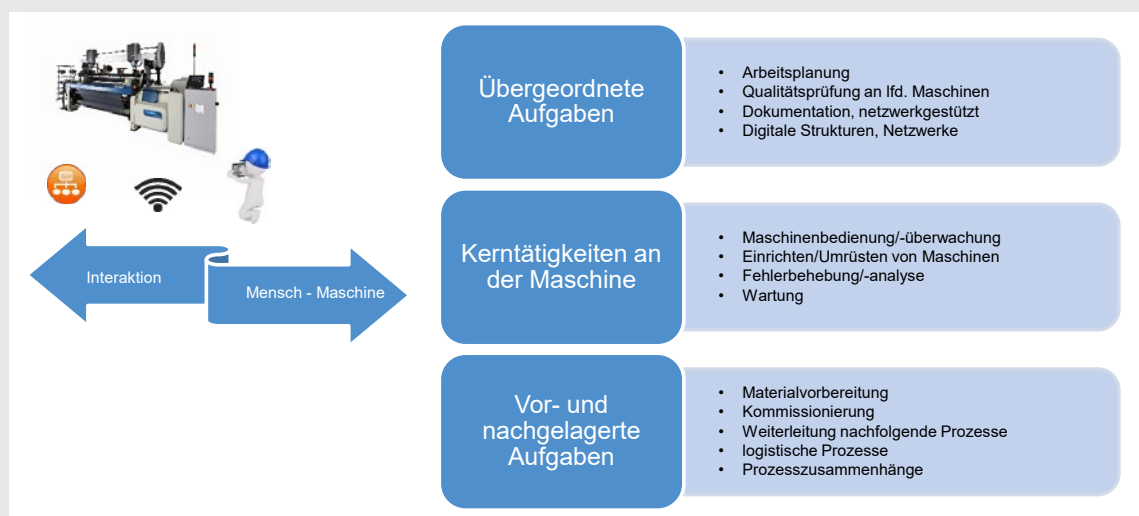 Interaktion
Mensch - Maschine
Übergeordnete
Aufgaben
• Arbeitsplanung
• Qualitätsprüfung an lfd. Maschinen
• Dokumentation, netzwerkgestützt
• Digitale Strukturen, Netzwerke
Kerntätigkeiten an
der Maschine
• Maschinenbedienung/-überwachung
• Einrichten/Umrüsten von Maschinen
• Fehlerbehebung/-analyse
• Wartung
Vor- und
nachgelagerte
Aufgaben
• Materialvorbereitung
• Kommissionierung
• Weiterleitung nachfolgende Prozesse
• logistische Prozesse
• Prozesszusammenhänge